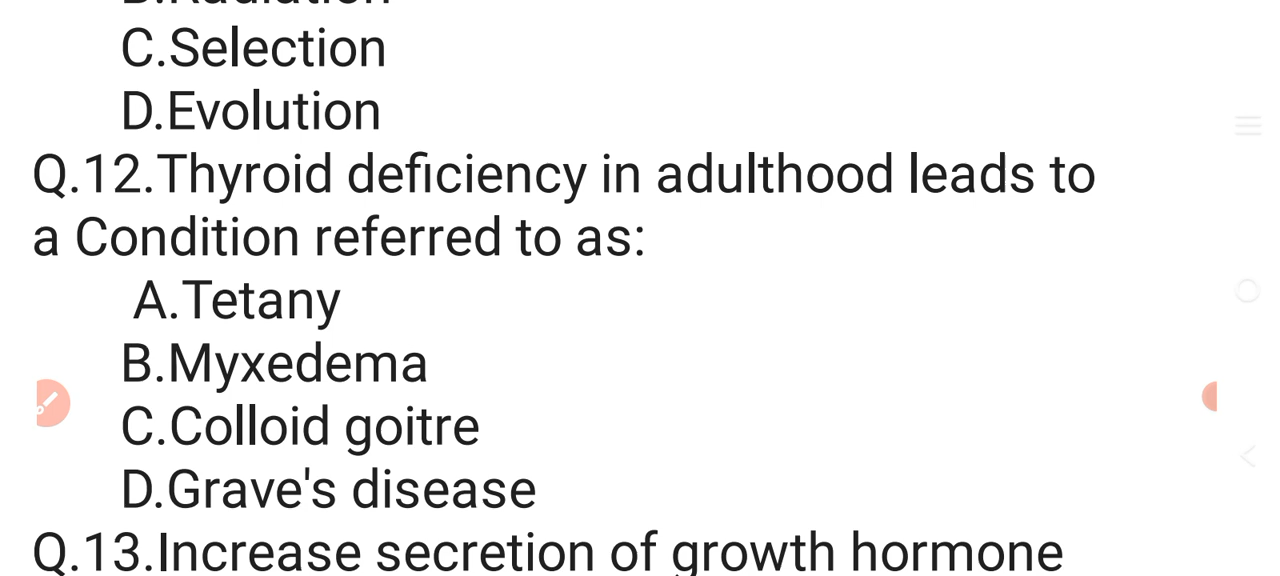 C.Selection
D.Evolution
Q.12.Thyroid deficiency in adulthood leads to
a Condition referred to as:
A.Tetany
B.Myxedema
C.Colloid goitre
D.Grave's disease
Q.13.Increase secretion of growth hormone